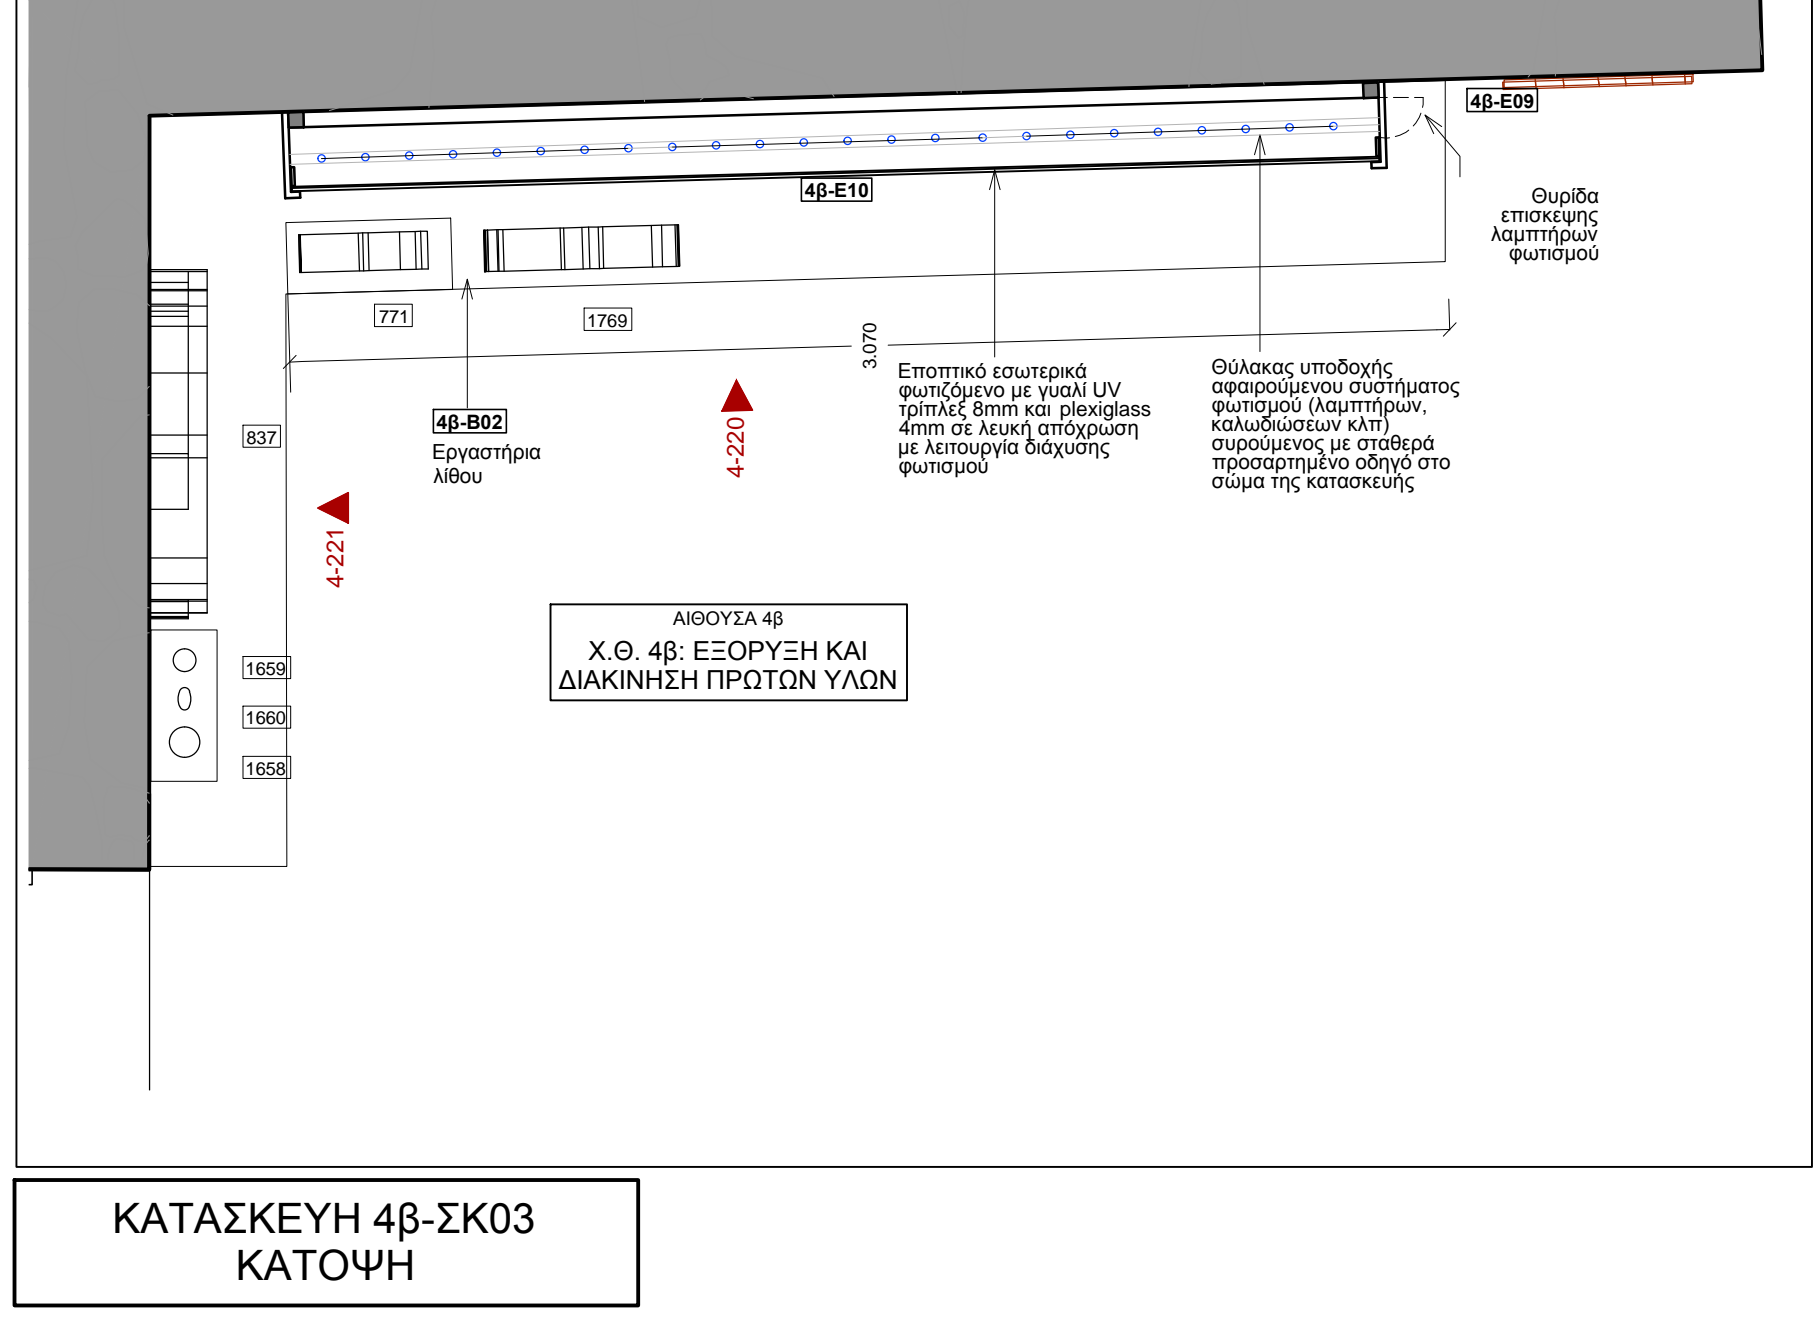 4β-E09
4β-E10
Θυρίδα
επισκεψης
λαμπτήρων
φωτισμού
771
1769
3.070
Εποπτικό εσωτερικά
φωτιζόμενο με γυαλί UV
τρίπλεξ 8mm και plexiglass
4mm σε λευκή απόχρωση
με λειτουργία διάχυσης
φωτισμού
Θύλακας υποδοχής
αφαιρούμενου συστήματος
φωτισμού (λαμπτήρων,
καλωδιώσεων κλπ)
συρούμενος με σταθερά
προσαρτημένο οδηγό στο
σώμα της κατασκευής
4β-B02
Εργαστήρια
λίθου
837
4-220
4-221
ΑΙΘΟΥΣΑ 4β
Χ.Θ. 4β: ΕΞΟΡΥΞΗ ΚΑΙ
ΔΙΑΚΙΝΗΣΗ ΠΡΩΤΩΝ ΥΛΩΝ
1659
1660
1658
ΚΑΤΑΣΚΕΥΗ 4β-ΣΚ03
ΚΑΤΟΨΗ